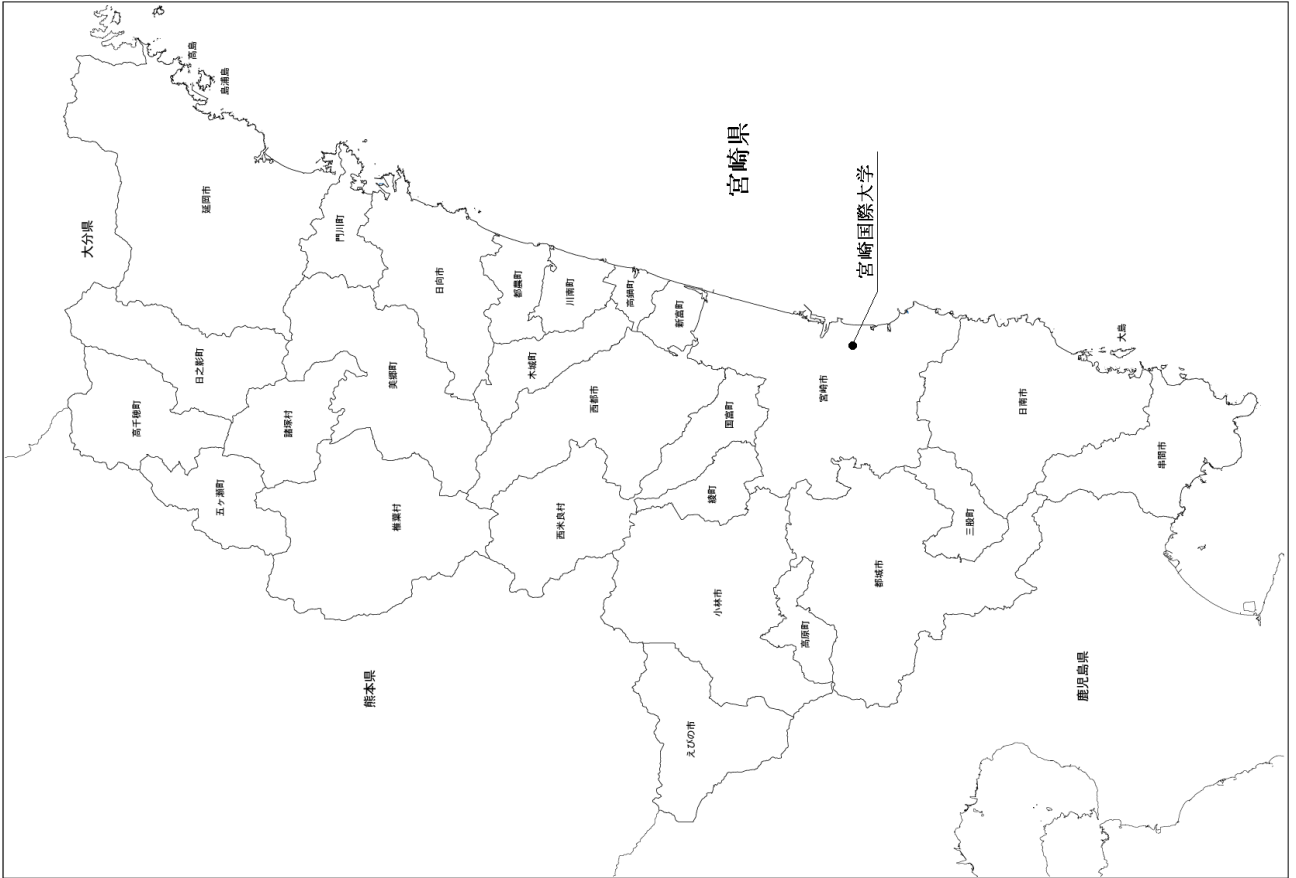 宮崎県
宮崎国際大学
大分県
熊本県
鹿児島県
高島
島浦島
延岡市
門川町
日向市
都農町
川南町
高鍋町
新富町
日之影町
高千穂町
諸塚村
五ヶ瀬町
美郷町
木城町
西都市
椎葉村
西米良村
国富町
綾町
宮崎市
小林市
高原町
えびの市
都城市
三股町
日南市
大島
串間市